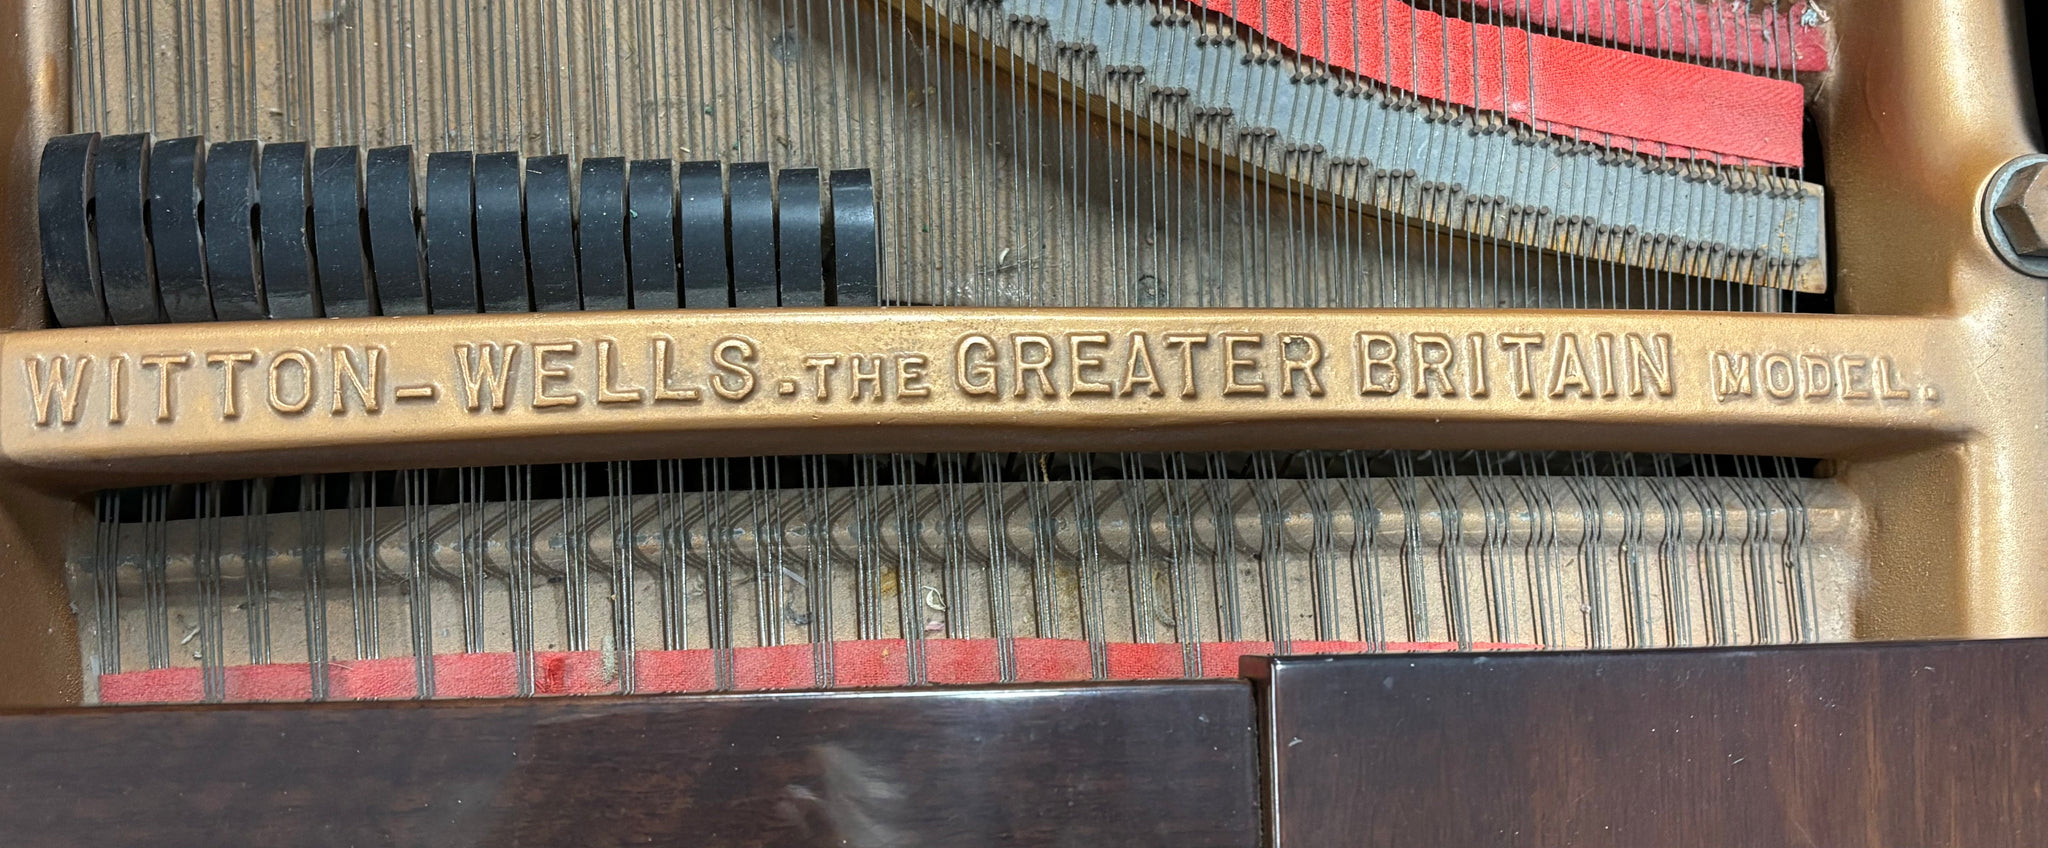 WITTON-WELLS. THE GREATER BRITAIN MODEL.